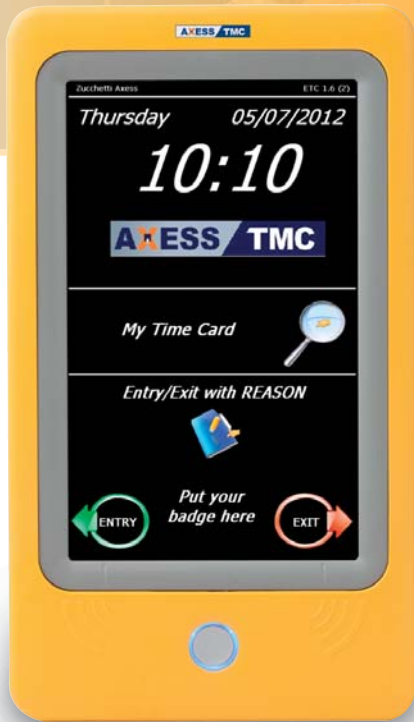 AXESS TMC
Zucchetti Axess ETC 1.6 (2)
Thursday 05/07/2012
10:10
AXESS TMC
My Time Card
Entry/Exit with REASON
Put your
badge here
ENTRY
EXIT